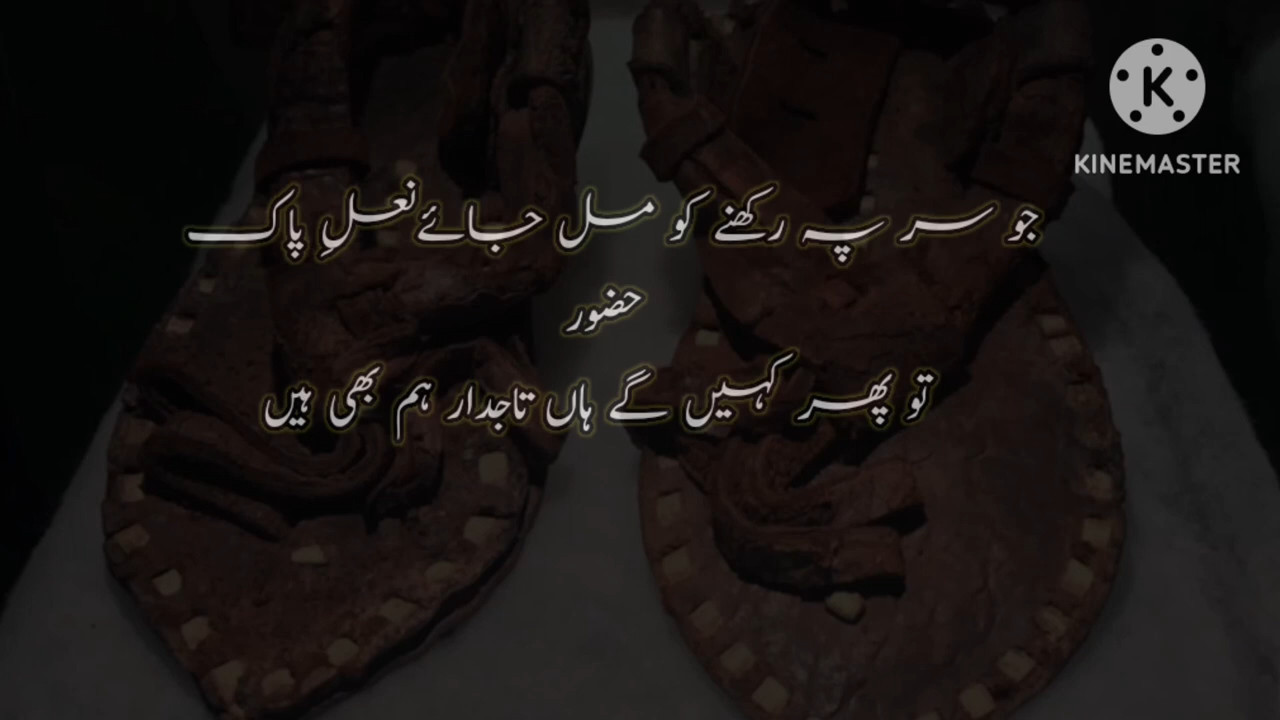 KINEMASTER
جو سر پہ رکھنے کو مل جائے نعلِ پاک
حضور
تو پھر کہیں گے ہاں تاجدار ہم بھی ہیں